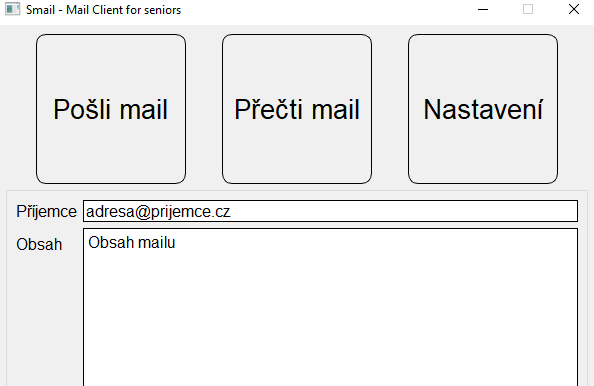 Smail - Mail Client for seniors
Pošli mail
Přečti mail
Nastavení
Příjemce adresa@prijemce.cz
Obsah Obsah mailu